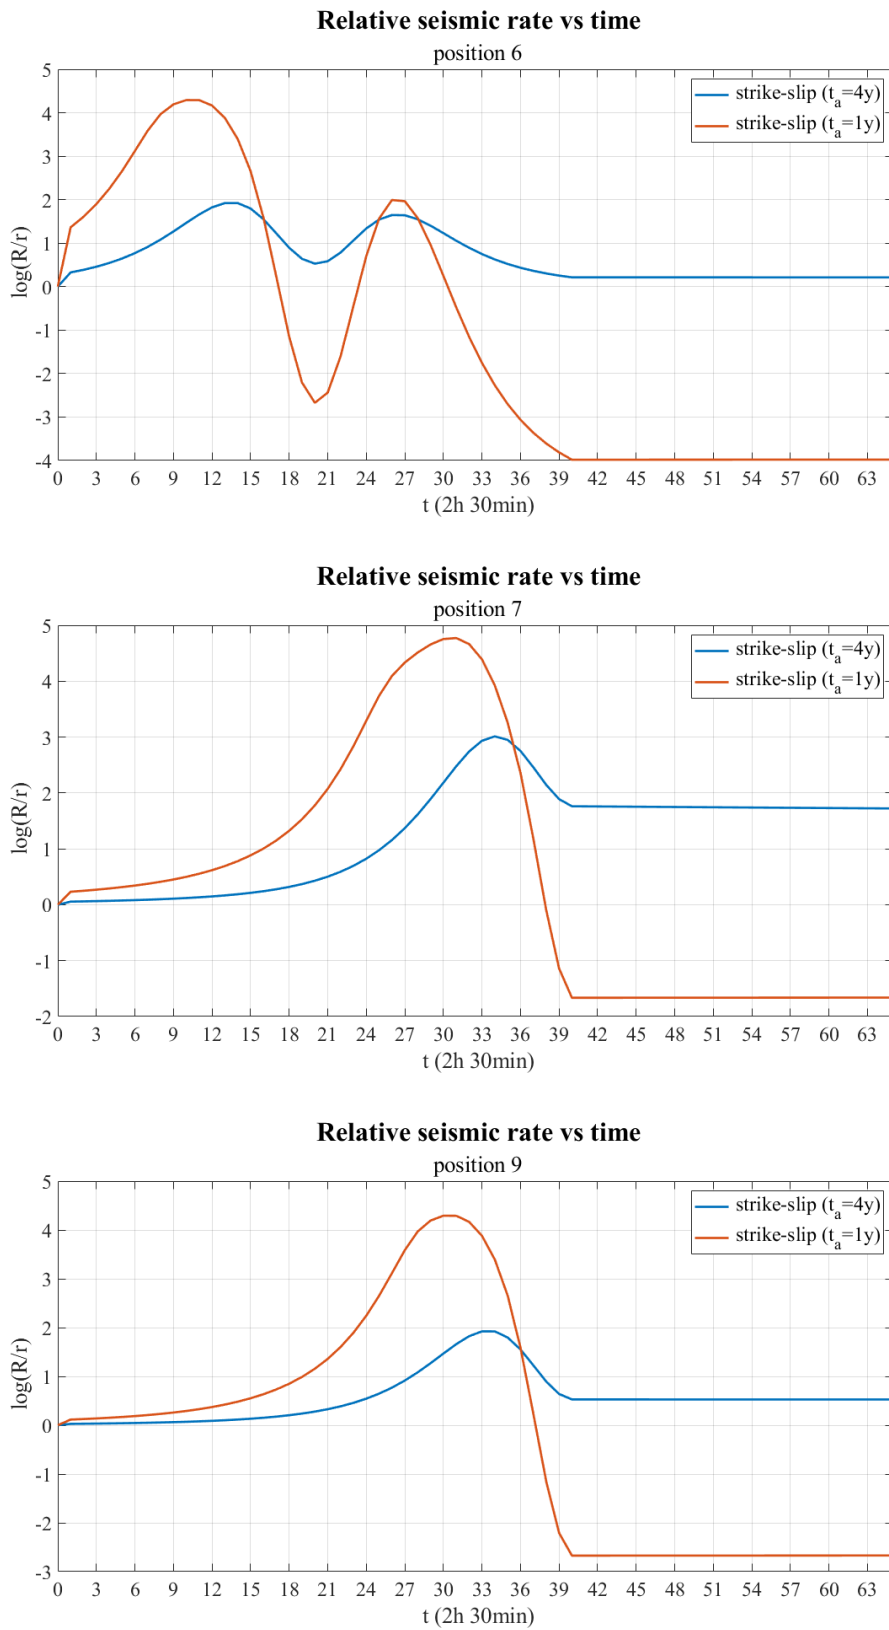 Relative seismic rate vs time
position 6
strike-slip (t_a=4y)
strike-slip (t_a=1y)
log(R/r)
5
4
3
2
1
0
-1
-2
-3
-4
0 3 6 9 12 15 18 21 24 27 30 33 36 39 42 45 48 51 54 57 60 63
t (2h 30min)
Relative seismic rate vs time
position 7
strike-slip (t_a=4y)
strike-slip (t_a=1y)
log(R/r)
5
4
3
2
1
0
-1
-2
0 3 6 9 12 15 18 21 24 27 30 33 36 39 42 45 48 51 54 57 60 63
t (2h 30min)
Relative seismic rate vs time
position 9
strike-slip (t_a=4y)
strike-slip (t_a=1y)
log(R/r)
5
4
3
2
1
0
-1
-2
-3
0 3 6 9 12 15 18 21 24 27 30 33 36 39 42 45 48 51 54 57 60 63
t (2h 30min)